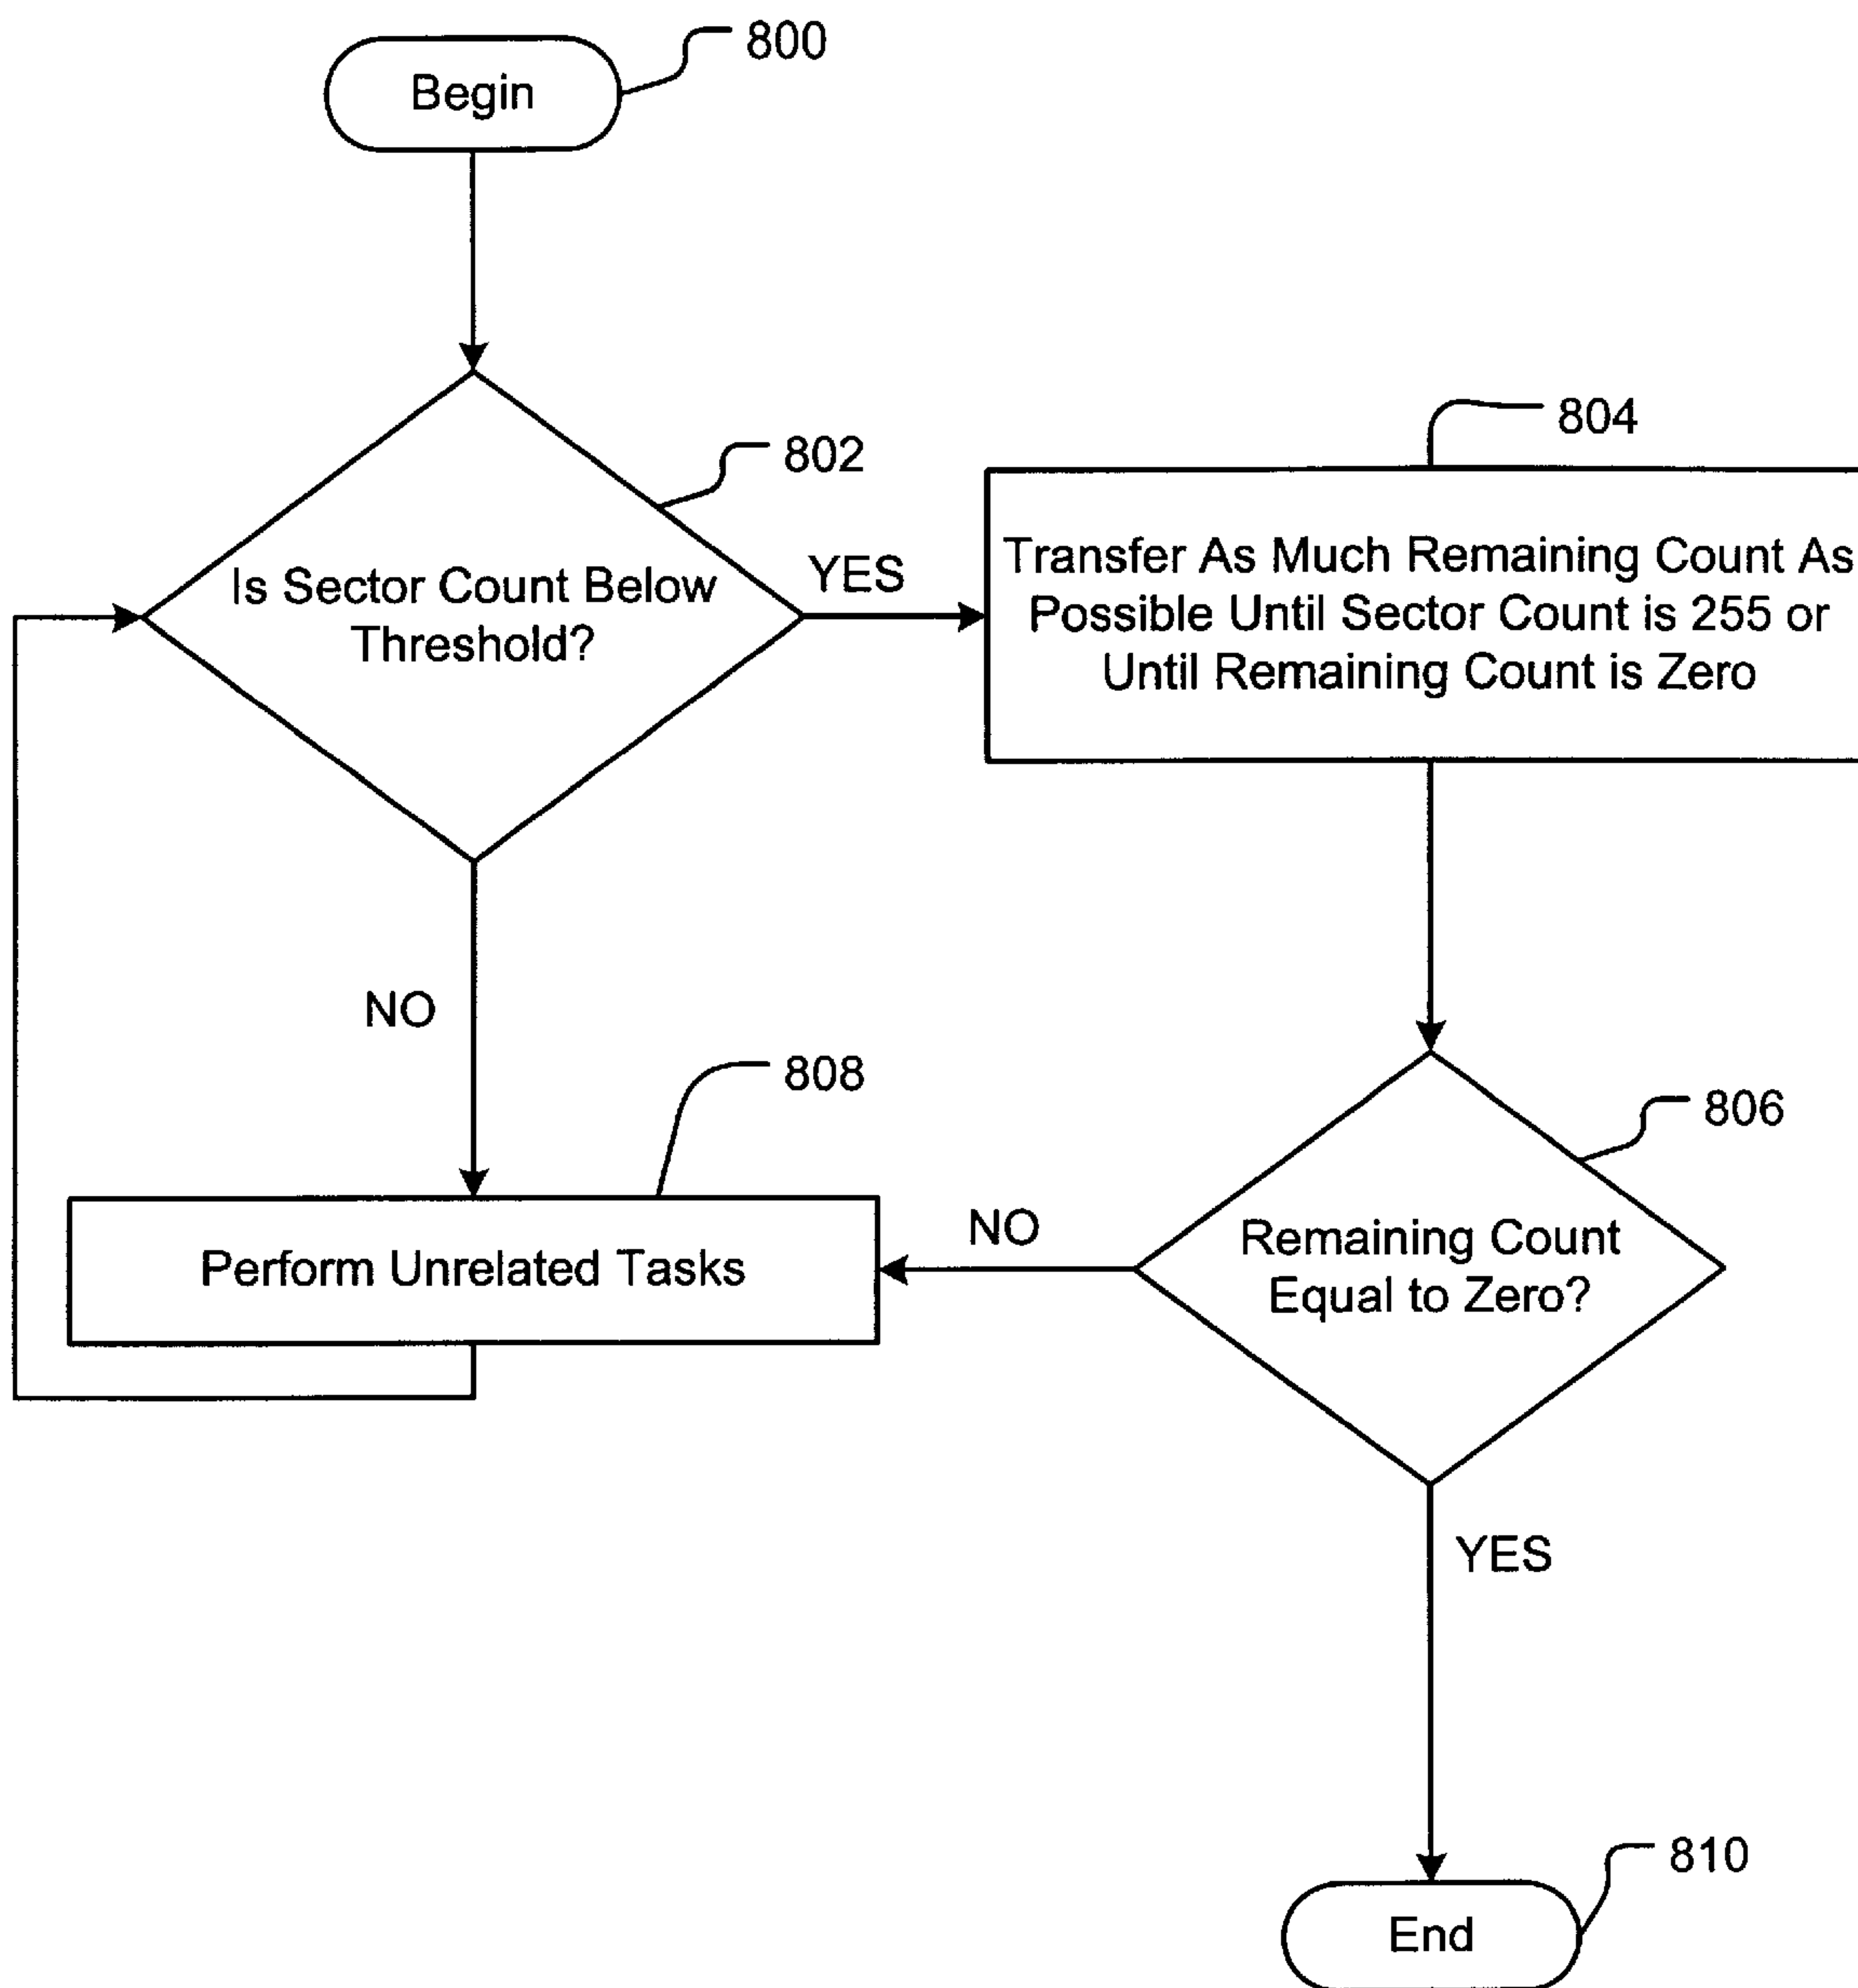 800
Begin
802
Is Sector Count Below
Threshold?
YES
804
Transfer As Much Remaining Count As
Possible Until Sector Count is 255 or
Until Remaining Count is Zero
NO
808
Perform Unrelated Tasks
NO
806
Remaining Count
Equal to Zero?
YES
810
End